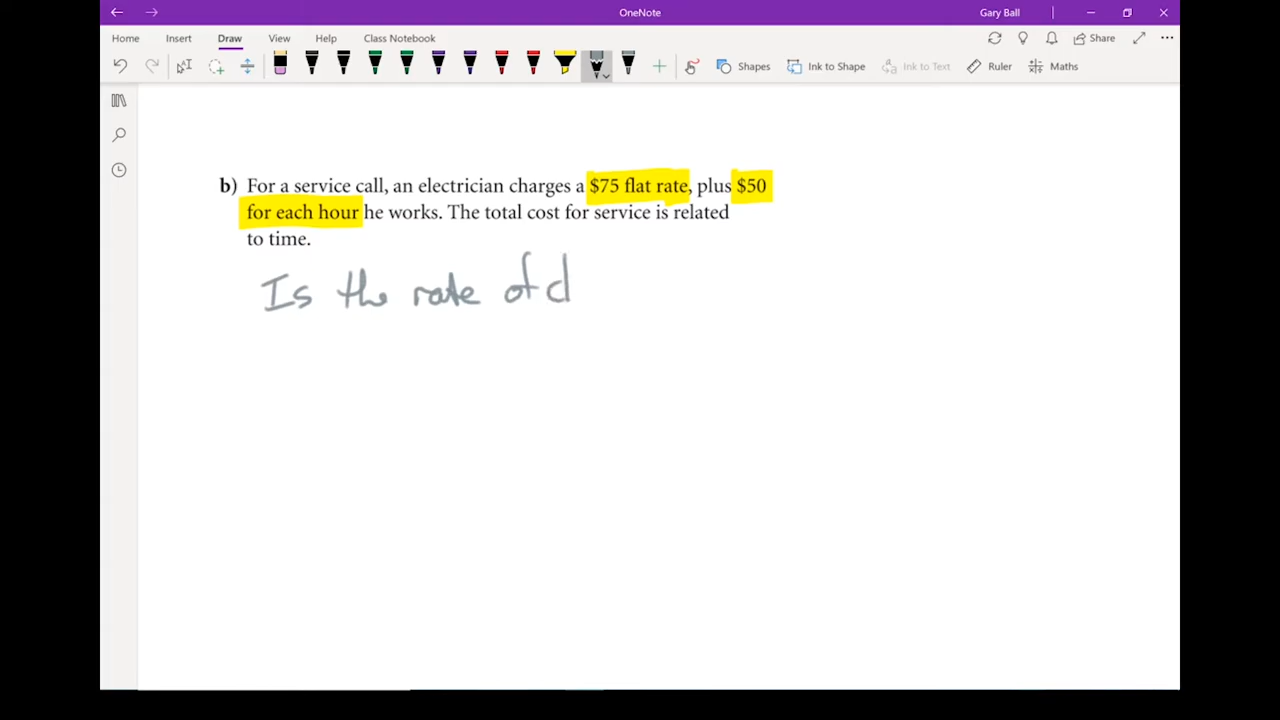 OneNote
Gary Ball
Home Insert Draw View Help Class Notebook
Share
Shapes Ink to Shape Ink to Text Ruler Maths
b) For a service call, an electrician charges a $75 flat rate, plus $50
for each hour he works. The total cost for service is related
to time.
Is the rate of d